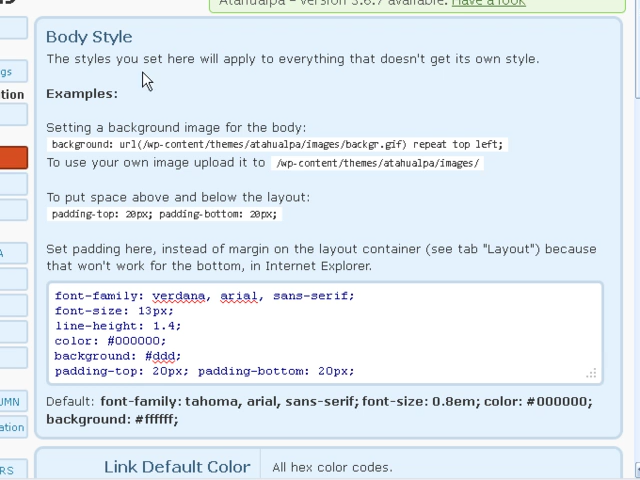 Atahualpa - version 3.6.7 available. Have a look
Body Style
The styles you set here will apply to everything that doesn't get its own style.
gs
tion
Examples:
Setting a background image for the body:
background: url(/wp-content/themes/atahualpa/images/backgr.gif) repeat top left;
To use your own image upload it to /wp-content/themes/atahualpa/images/
To put space above and below the layout:
padding-top: 20px; padding-bottom: 20px;
A
Set padding here, instead of margin on the layout container (see tab "Layout") because
that won't work for the bottom, in Internet Explorer.
font-family: verdana, arial, sans-serif;
font-size: 13px;
line-height: 1.4;
color: #000000;
background: #ddd;
padding-top: 20px; padding-bottom: 20px;
UMN
Default: font-family: tahoma, arial, sans-serif; font-size: 0.8em; color: #000000;
background: #ffffff;
ation
RS
Link Default Color
All hex color codes.